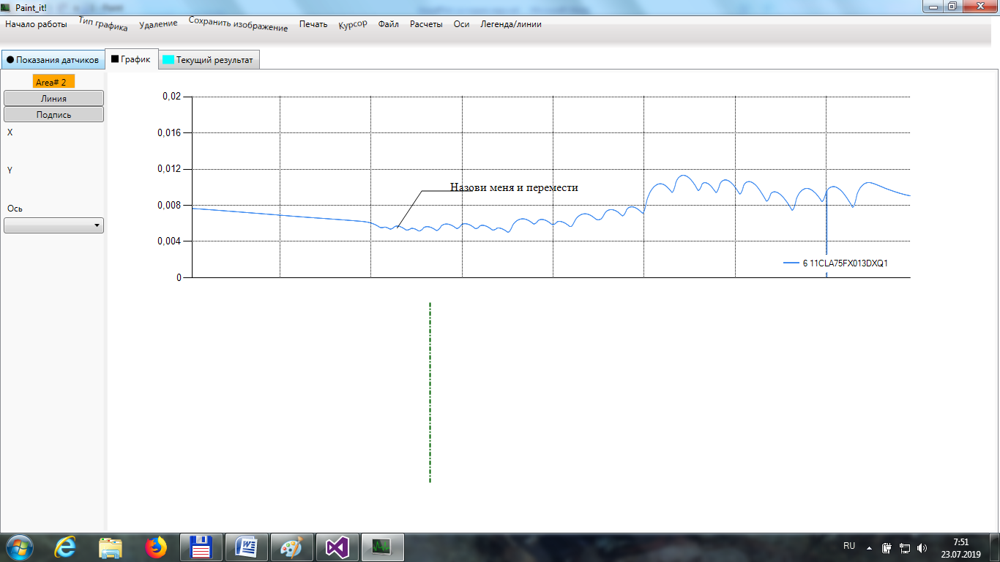 Paint_it!
Начало работы Тип графика Удаление Сохранить изображение Печать Курсор Файл Расчеты Оси Легенда/линии
Показания датчиков График Текущий результат
Area# 2
Линия
Подпись
X
Y
Ось
0,02
0,016
0,012
0,008
0,004
0
Назови меня и перемести
6 11CLA75FX013DXQ1
RU
7:51
23.07.2019